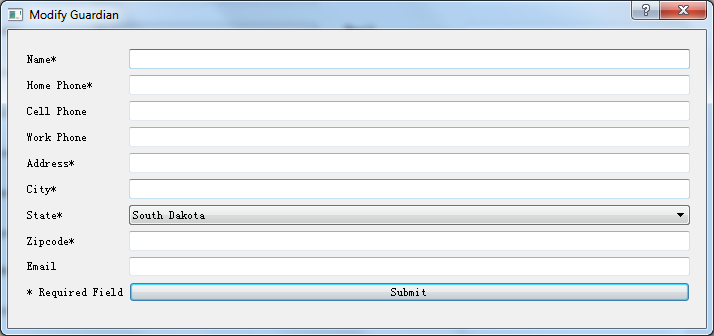 Modify Guardian
Name*
Home Phone*
Cell Phone
Work Phone
Address*
City*
State*
South Dakota
Zipcode*
Email
* Required Field
Submit